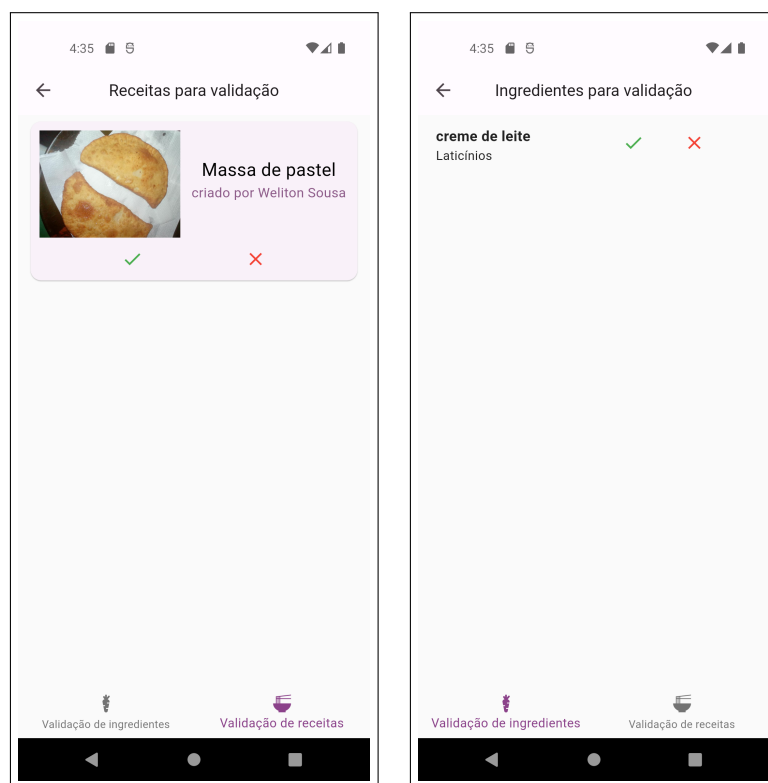 4:35
Receitas para validação
Massa de pastel
criado por Weliton Sousa
Validação de ingredientes
Validação de receitas
4:35
Ingredientes para validação
creme de leite
Laticínios
Validação de ingredientes
Validação de receitas